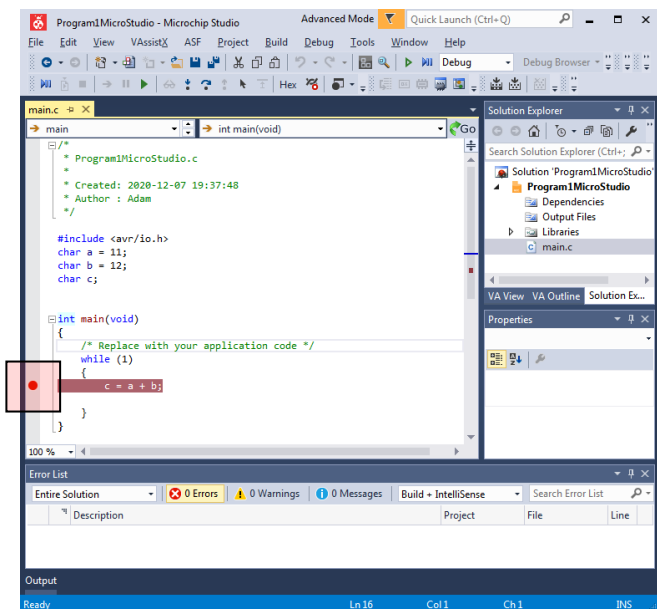 Program1MicroStudio - Microchip Studio
Advanced Mode
Quick Launch (Ctrl+Q)
File Edit View VAssistX ASF Project Build Debug Tools Window Help
Debug
Debug Browser
Hex
main.c
main
int main(void)
Go
/*
* Program1MicroStudio.c
*
* Created: 2020-12-07 19:37:48
* Author : Adam
*/
#include <avr/io.h>
char a = 11;
char b = 12;
char c;
int main(void)
{
/* Replace with your application code */
while (1)
{
c = a + b;
}
}
100 %
Solution Explorer
Search Solution Explorer (Ctrl+;
Solution 'Program1MicroStudio'
Program1MicroStudio
Dependencies
Output Files
Libraries
main.c
VA View VA Outline Solution Ex...
Properties
Error List
Entire Solution
0 Errors
0 Warnings
0 Messages
Build + IntelliSense
Search Error List
Description Project File Line
Output
Ready Ln 16 Col 1 Ch 1 INS